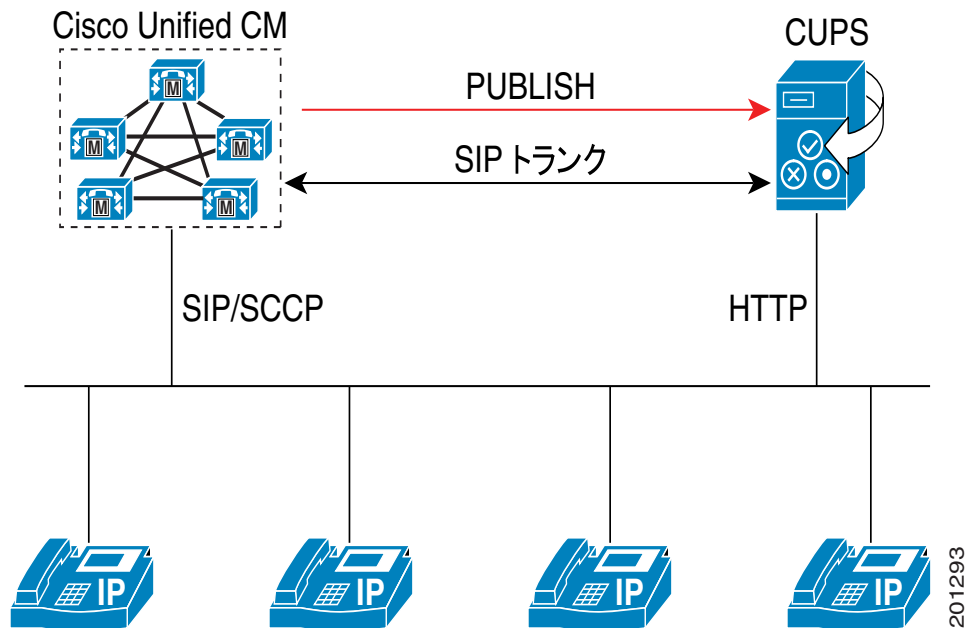 Cisco Unified CM
CUPS
M
M
M
M
M
PUBLISH
SIP トランク
SIP/SCCP
HTTP
IP
IP
IP
IP
201293